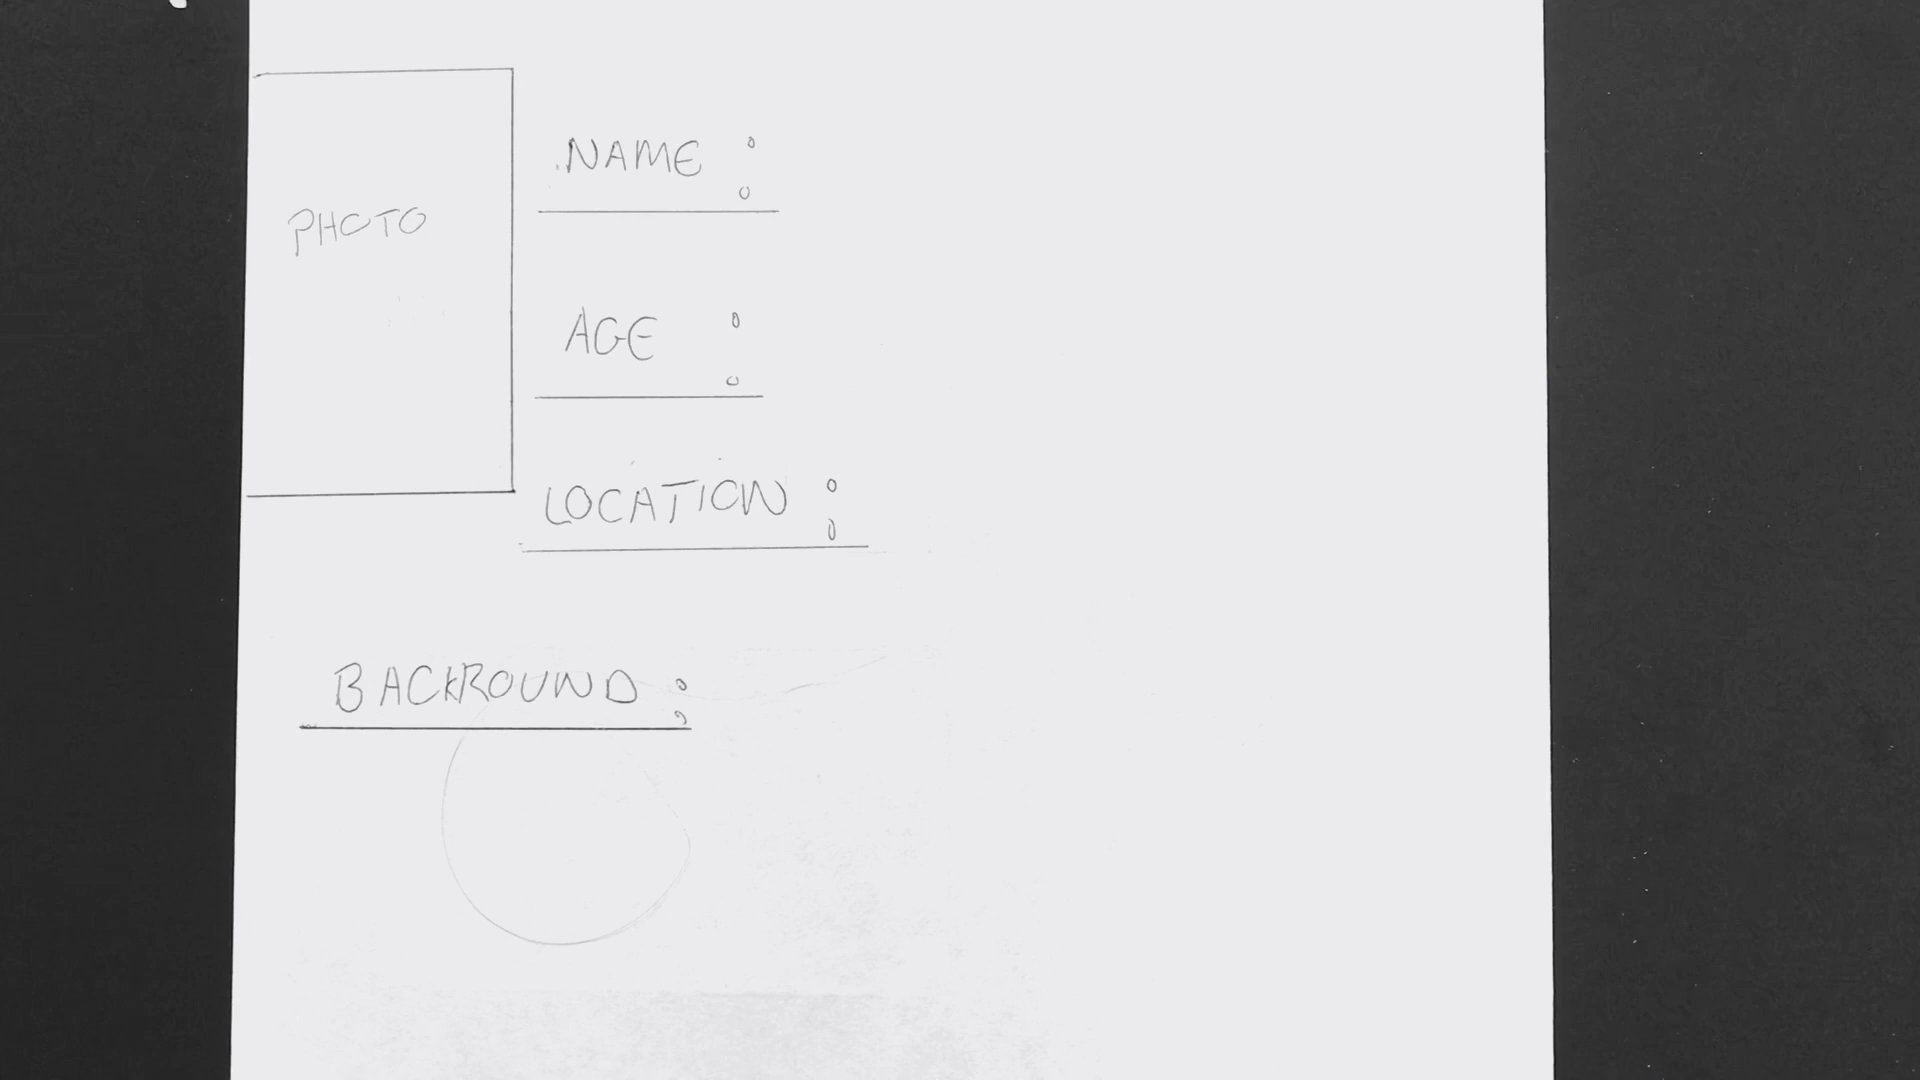 PHOTO
NAME :
AGE :
LOCATION :
BACKROUND :